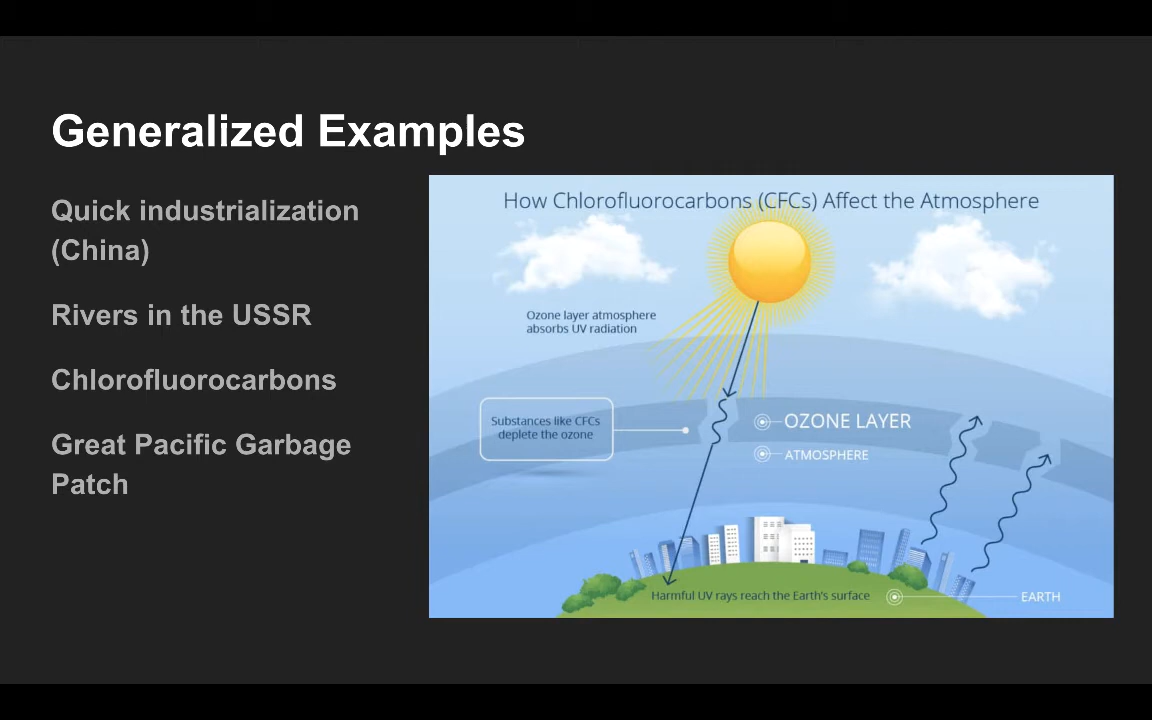 Generalized Examples
Quick industrialization
(China)
Rivers in the USSR
Chlorofluorocarbons
Great Pacific Garbage
Patch
How Chlorofluorocarbons (CFCs) Affect the Atmosphere
Ozone layer atmosphere
absorbs UV radiation
Substances like CFCs
deplete the ozone
OZONE LAYER
ATMOSPHERE
Harmful UV rays reach the Earth's surface
EARTH